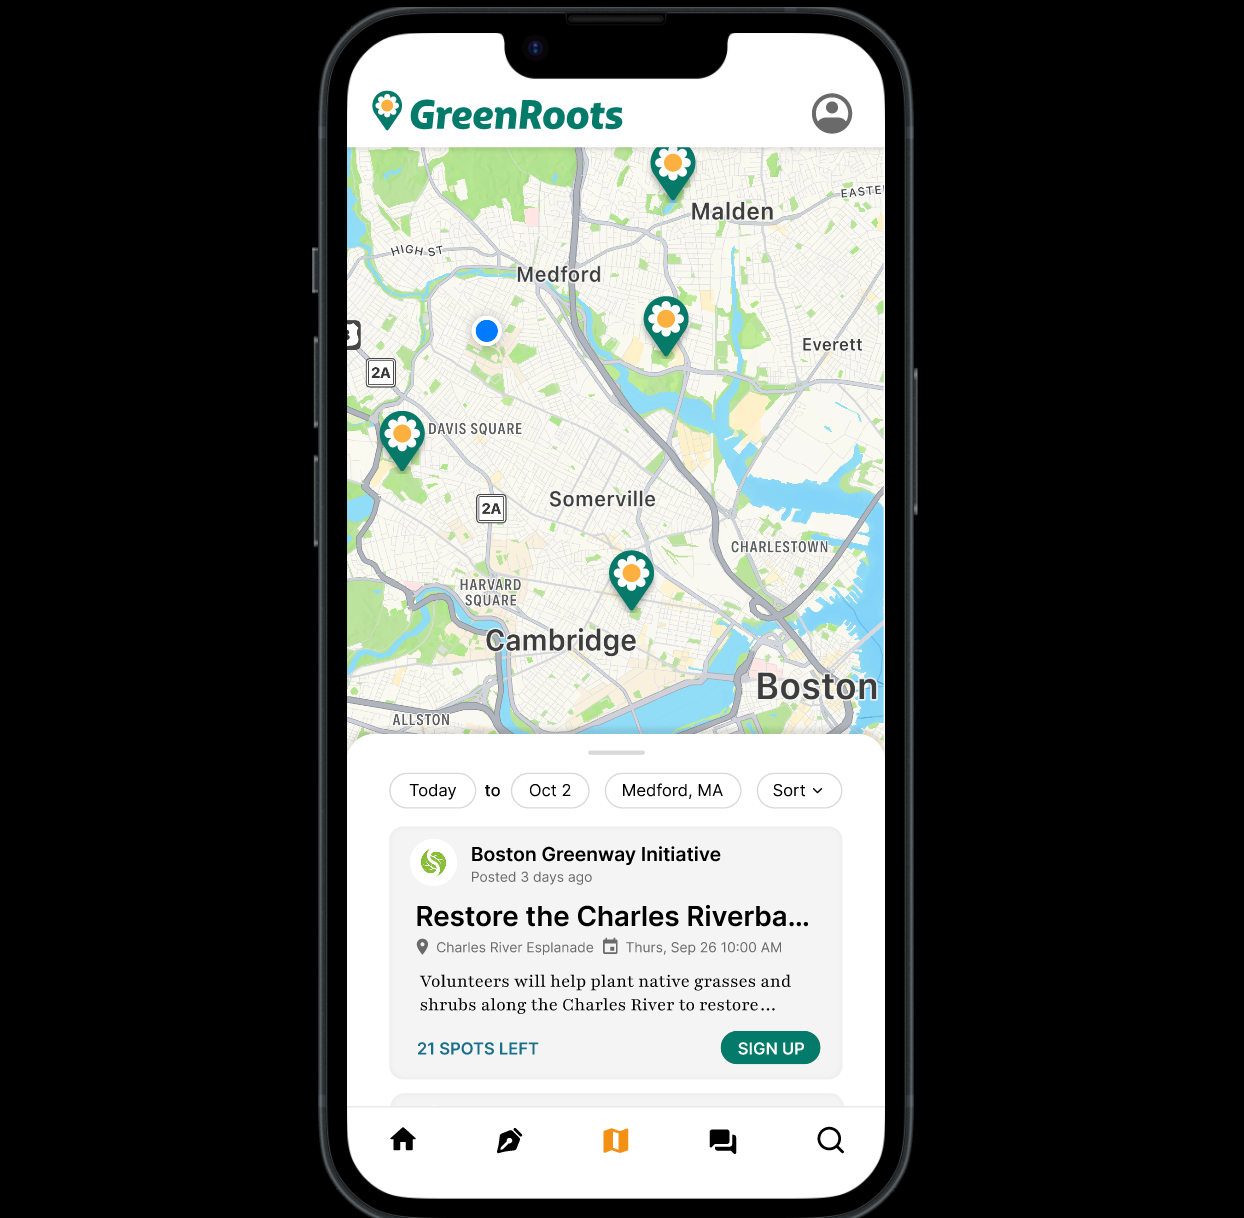 GreenRoots
Malden
EASTE
HIGH ST
Medford
Everett
2A
DAVIS SQUARE
Somerville
2A
CHARLESTOWN
HARVARD
SQUARE
Cambridge
Boston
ALLSTON
Today to Oct 2 Medford, MA Sort
Boston Greenway Initiative
Posted 3 days ago
Restore the Charles Riverba...
Charles River Esplanade Thurs, Sep 26 10:00 AM
Volunteers will help plant native grasses and
shrubs along the Charles River to restore...
21 SPOTS LEFT SIGN UP